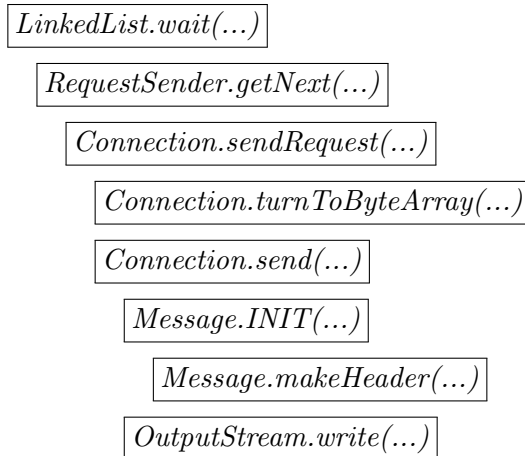 LinkedList.wait(...)
RequestSender.getNext(...)
Connection.sendRequest(...)
Connection.turnToByteArray(...)
Connection.send(...)
Message.INIT(...)
Message.makeHeader(...)
OutputStream.write(...)